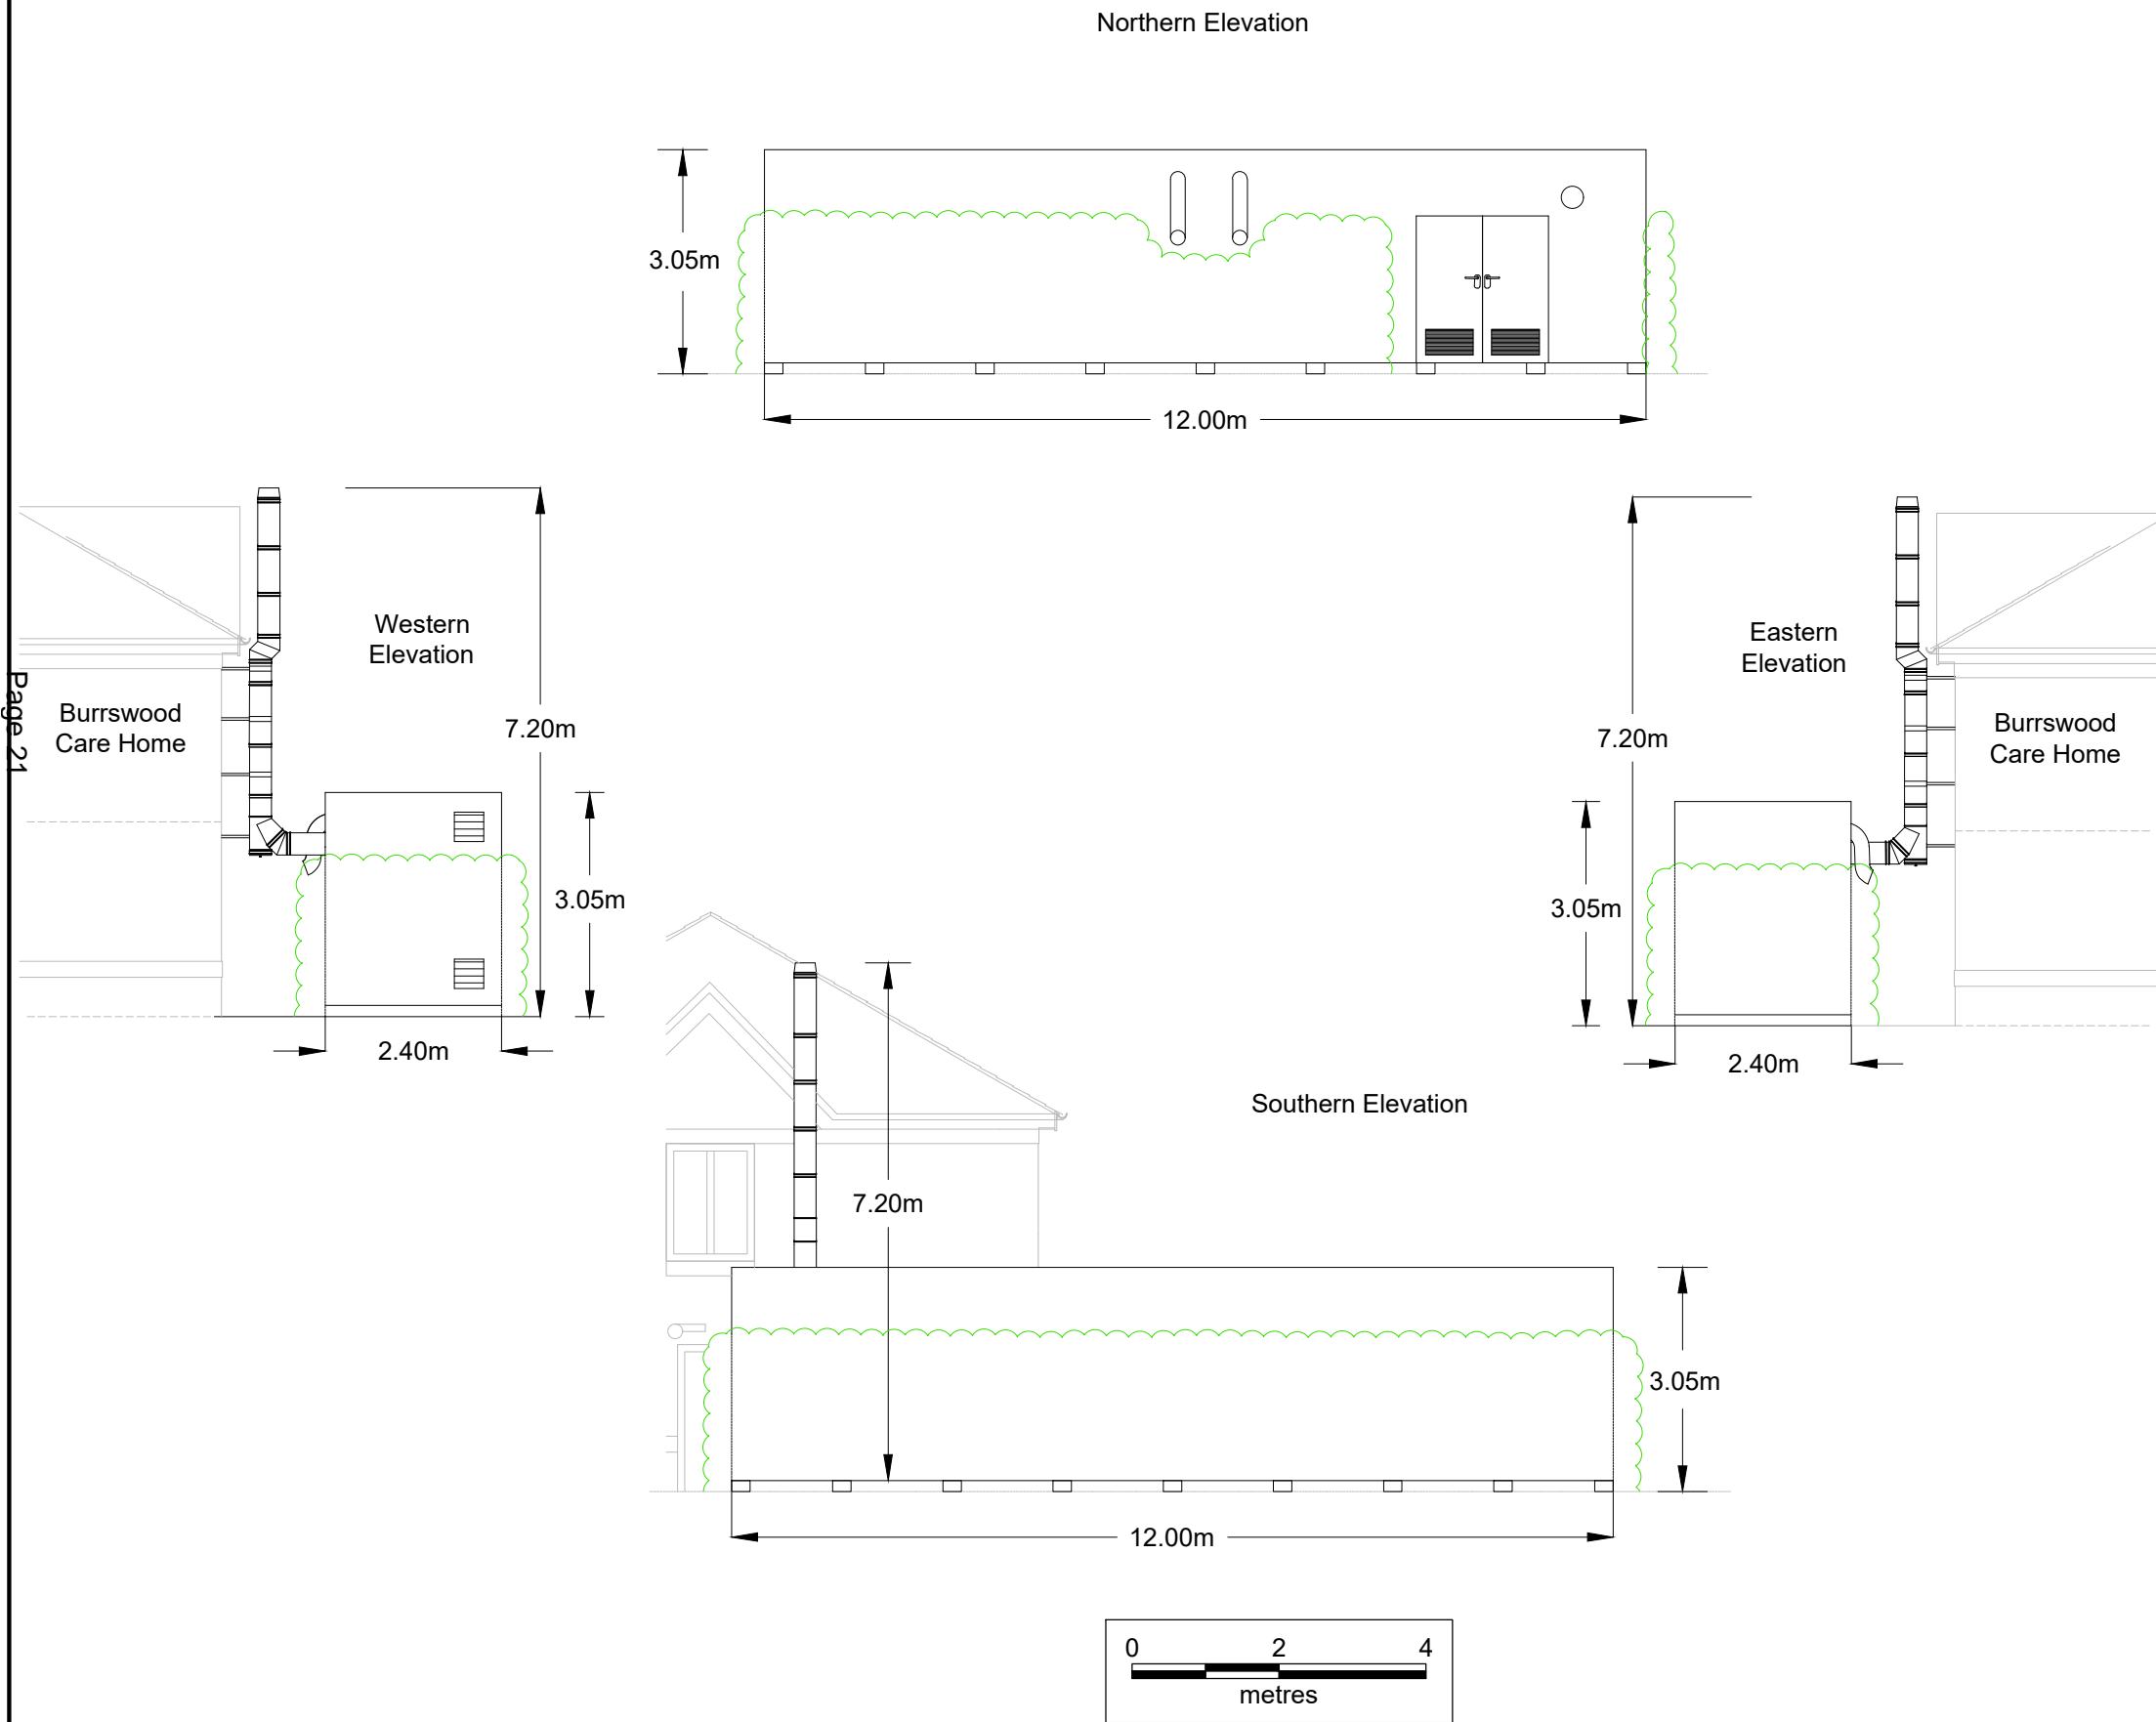 Northern Elevation
3.05m
12.00m
Western
Elevation
Burrswood
Care Home
7.20m
3.05m
2.40m
Eastern
Elevation
Burrswood
Care Home
7.20m
3.05m
2.40m
Southern Elevation
7.20m
3.05m
12.00m
0 2 4
metres
Page 21